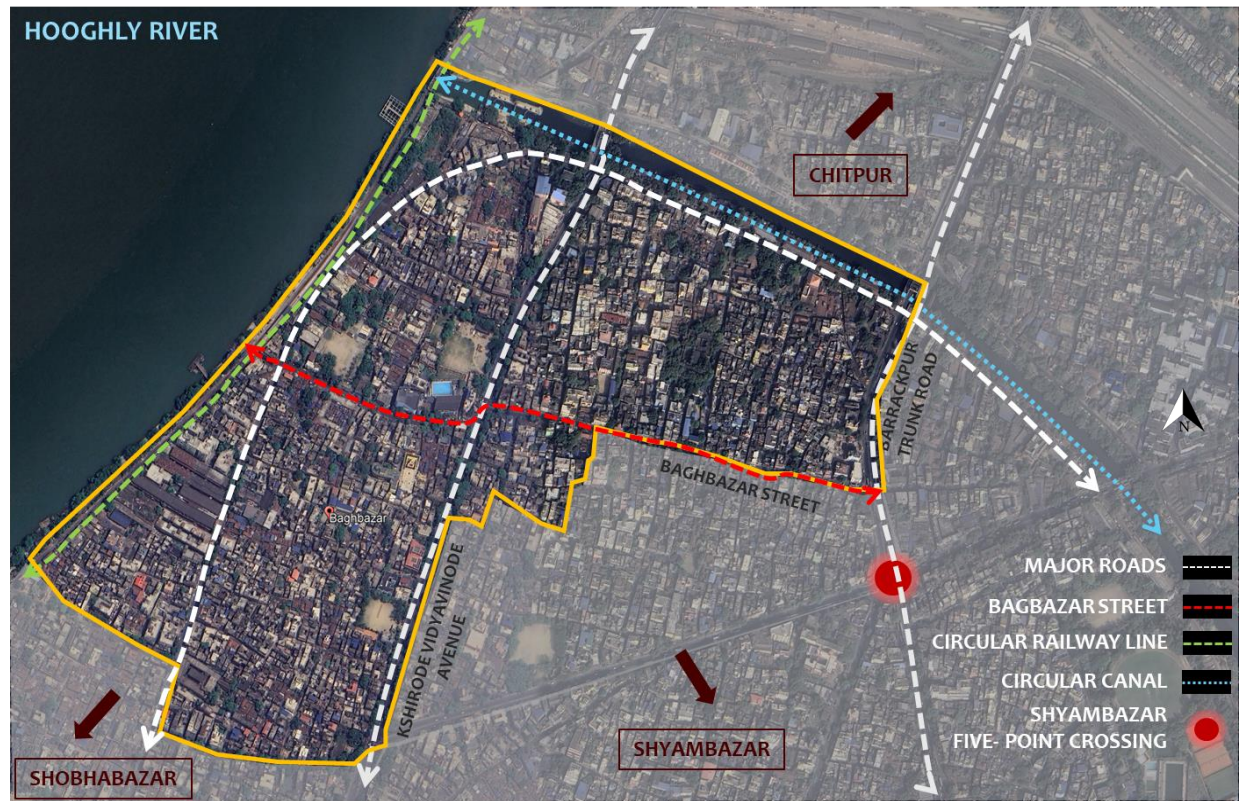 HOOGHLY RIVER
CHITPUR
BARRACKPUR
TRUNK ROAD
N
BAGHBAZAR STREET
Baghbazar
KSHIRODE VIDYAVINODE
AVENUE
SHOBHABAZAR
SHYAMBAZAR
MAJOR ROADS
BAGBAZAR STREET
CIRCULAR RAILWAY LINE
CIRCULAR CANAL
SHYAMBAZAR
FIVE- POINT CROSSING